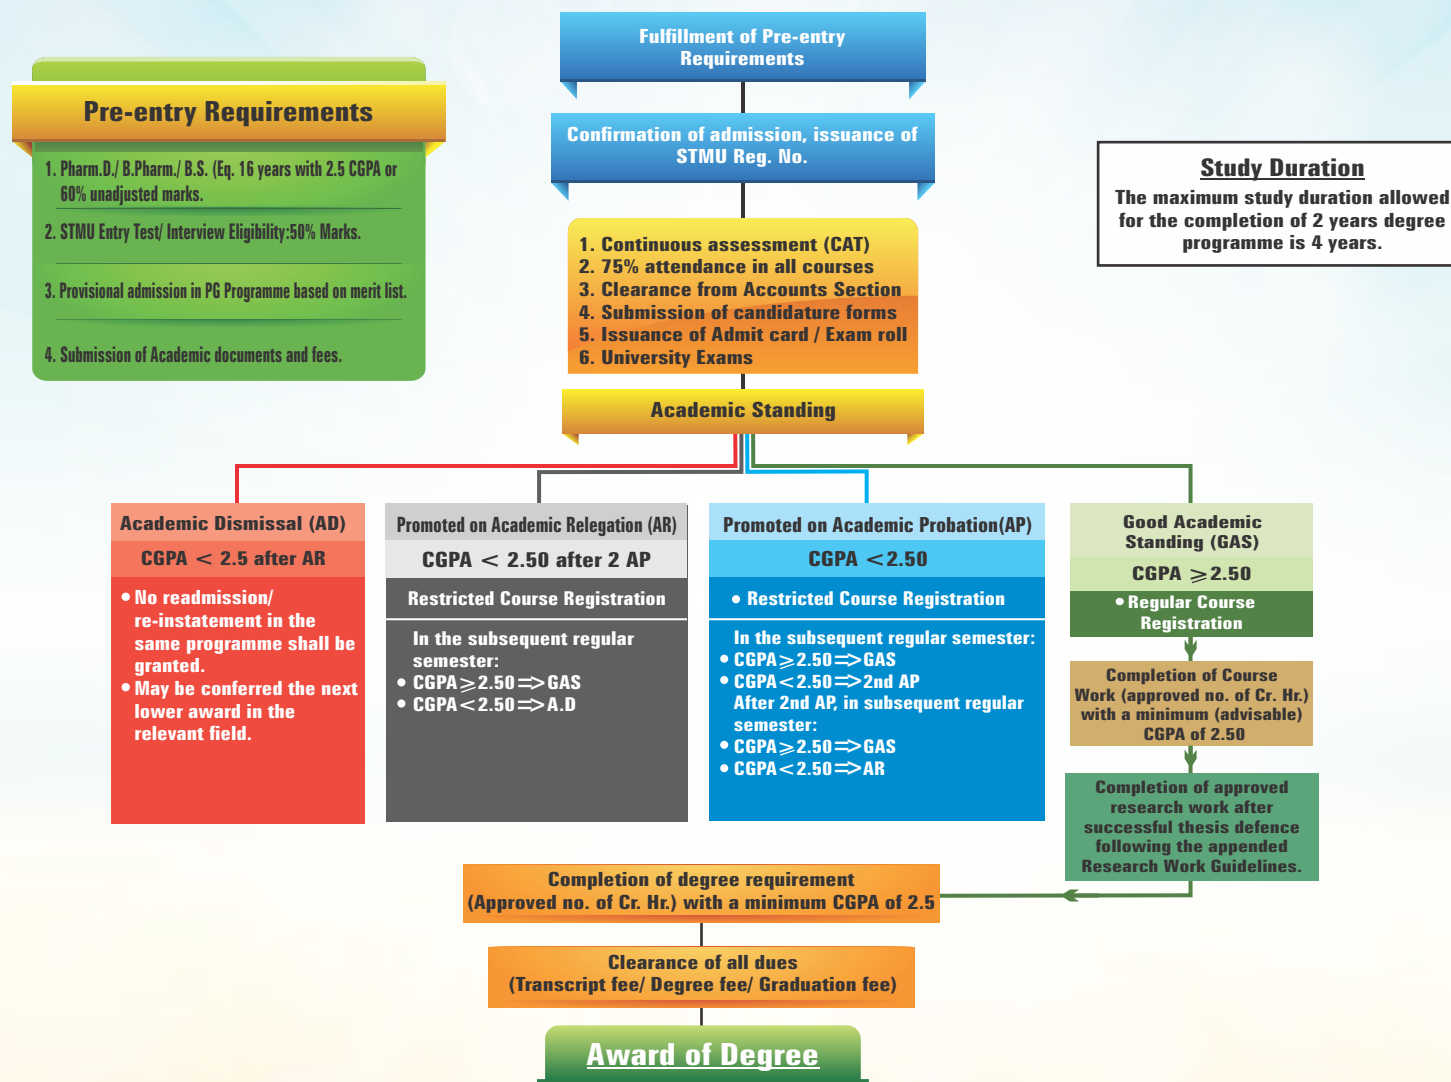 Fulfillment of Pre-entry
Requirements
Pre-entry Requirements
1. Pharm.D./ B.Pharm./ B.S. (Eq. 16 years with 2.5 CGPA or
60% unadjusted marks.
2. STMU Entry Test/ Interview Eligibility:50% Marks.
3. Provisional admission in PG Programme based on merit list.
4. Submission of Academic documents and fees.
Confirmation of admission, issuance of
STMU Reg. No.
Study Duration
The maximum study duration allowed
for the completion of 2 years degree
programme is 4 years.
1. Continuous assessment (CAT)
2. 75% attendance in all courses
3. Clearance from Accounts Section
4. Submission of candidature forms
5. Issuance of Admit card / Exam roll
6. University Exams
Academic Standing
Academic Dismissal (AD)
CGPA < 2.5 after AR
• No readmission/
re-instatement in the
same programme shall be
granted.
• May be conferred the next
lower award in the
relevant field.
Promoted on Academic Relegation (AR)
CGPA < 2.50 after 2 AP
Restricted Course Registration
In the subsequent regular
semester:
• CGPA⩾2.50=>GAS
• CGPA<2.50=>A.D
Promoted on Academic Probation(AP)
CGPA <2.50
• Restricted Course Registration
In the subsequent regular semester:
• CGPA⩾2.50=>GAS
• CGPA<2.50=>2nd AP
After 2nd AP, in subsequent regular
semester:
• CGPA⩾2.50=>GAS
• CGPA<2.50=>AR
Good Academic
Standing (GAS)
CGPA ⩾2.50
• Regular Course
Registration
Completion of Course
Work (approved no. of Cr. Hr.)
with a minimum (advisable)
CGPA of 2.50
Completion of approved
research work after
successful thesis defence
following the appended
Research Work Guidelines.
Completion of degree requirement
(Approved no. of Cr. Hr.) with a minimum CGPA of 2.5
Clearance of all dues
(Transcript fee/ Degree fee/ Graduation fee)
Award of Degree